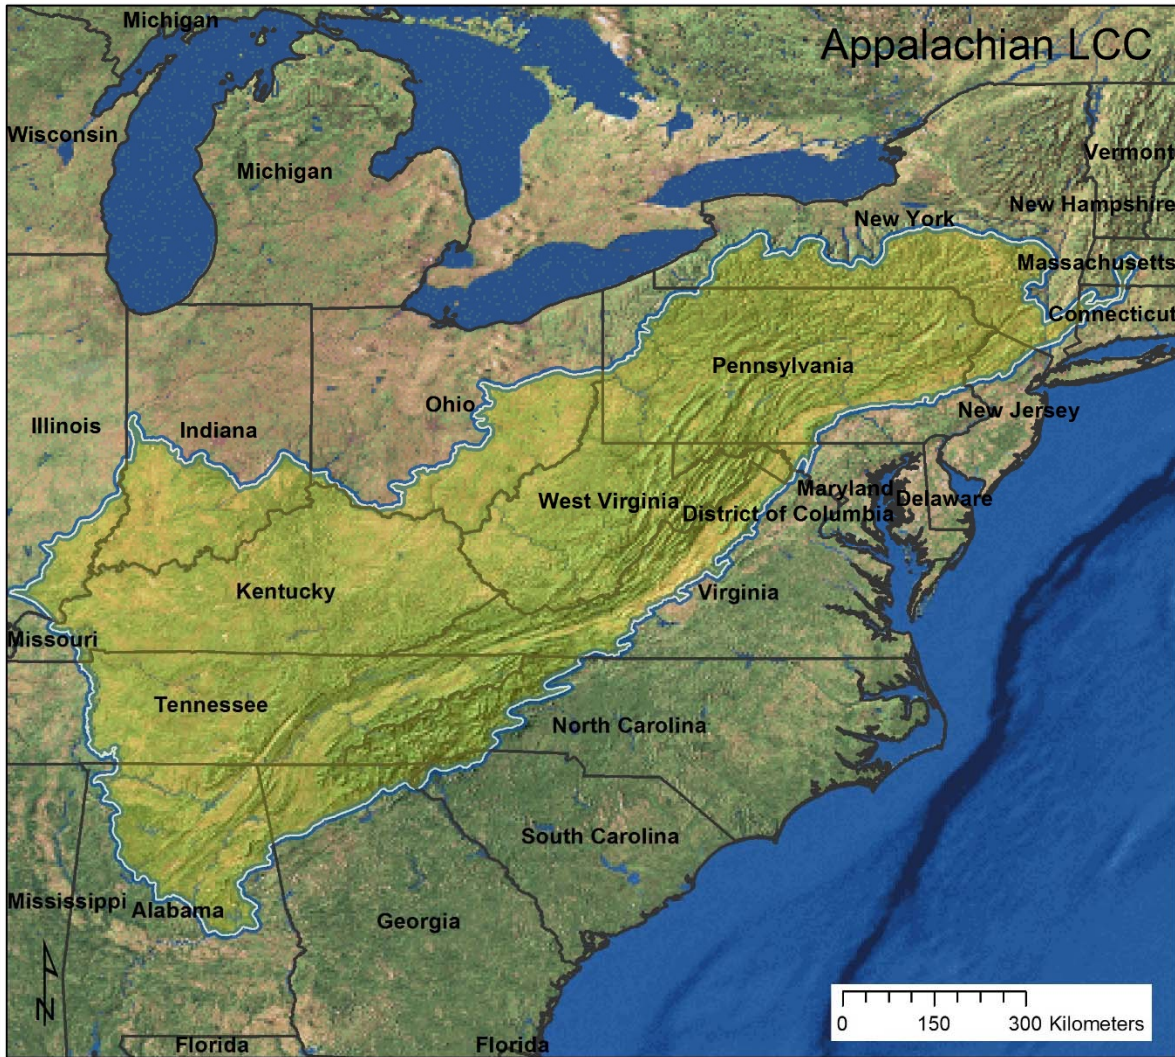 Michigan
Appalachian LCC
Wisconsin
Michigan
Vermont
New Hampshire
New York
Massachusetts
Connecticut
Pennsylvania
Ohio
New Jersey
Illinois
Indiana
West Virginia
Maryland
Delaware
District of Columbia
Kentucky
Virginia
Missouri
Tennessee
North Carolina
South Carolina
Mississippi
Alabama
Georgia
N
0 150 300 Kilometers
Florida
Florida